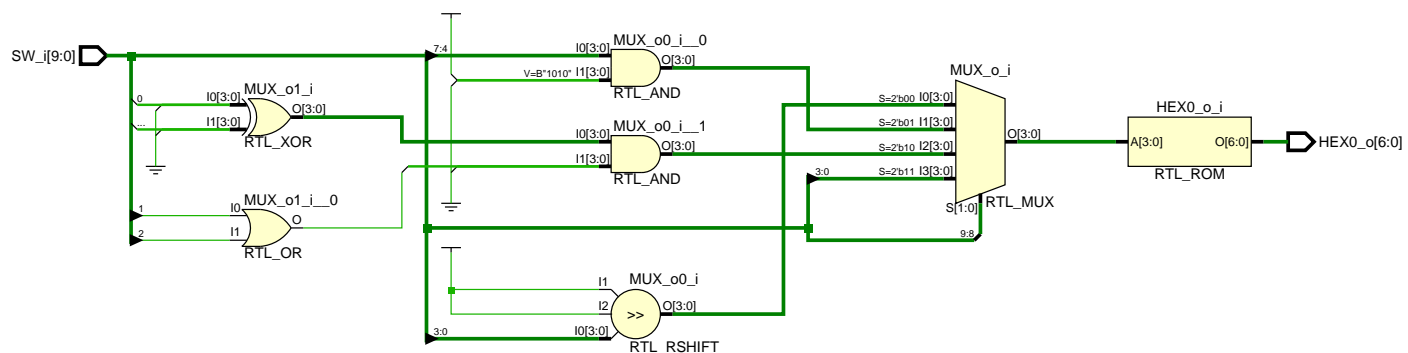 SW_i[9:0]
0
...
MUX_o1_i
I0[3:0]
I1[3:0]
O[3:0]
RTL_XOR
1
2
MUX_o1_i__0
I0
I1
O
RTL_OR
7:4
V=B"1010"
MUX_o0_i__0
I0[3:0]
I1[3:0]
O[3:0]
RTL_AND
MUX_o0_i__1
I0[3:0]
I1[3:0]
O[3:0]
RTL_AND
MUX_o0_i
I1
I2
3:0
I0[3:0]
>>
O[3:0]
RTL_RSHIFT
MUX_o_i
S=2'b00 I0[3:0]
S=2'b01 I1[3:0]
S=2'b10 I2[3:0]
3:0
S=2'b11 I3[3:0]
S[1:0]
O[3:0]
RTL_MUX
9:8
HEX0_o_i
A[3:0]
O[6:0]
RTL_ROM
HEX0_o[6:0]